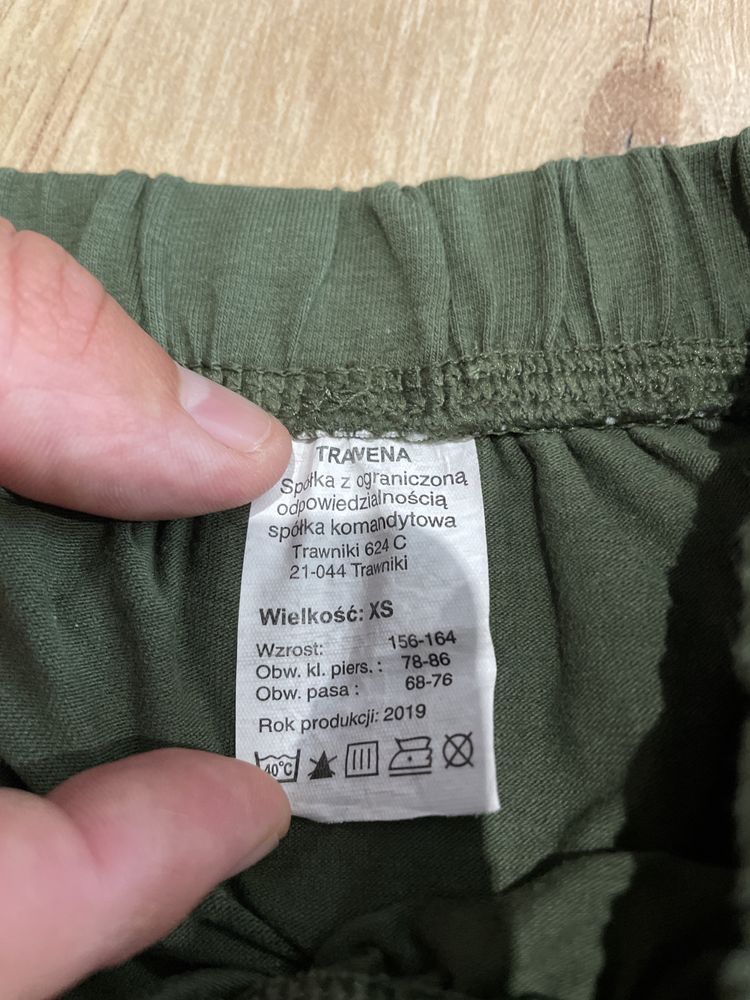 TRAWENA
Spółka z ograniczoną
odpowiedzialnością
spółka komandytowa
Trawniki 624 C
21-044 Trawniki
Wielkość: XS
Wzrost: 156-164
Obw. kl. piers.: 78-86
Obw. pasa : 68-76
Rok produkcji: 2019
40°C